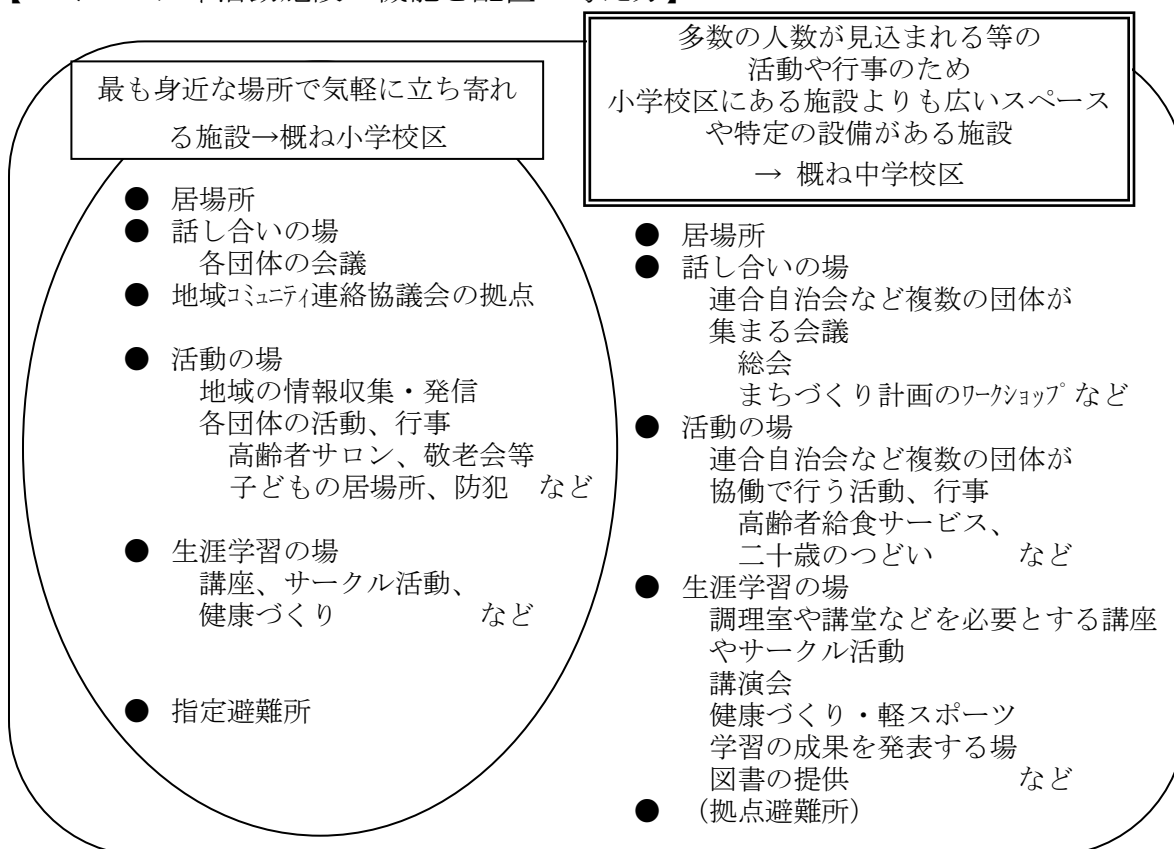 最も身近な場所で気軽に立ち寄れ
る施設→概ね小学校区
● 居場所
● 話し合いの場
各団体の会議
● 地域ｺﾐｭﾆﾃｨ連絡協議会の拠点
● 活動の場
地域の情報収集・発信
各団体の活動、行事
高齢者サロン、敬老会等
子どもの居場所、防犯 など
● 生涯学習の場
講座、サークル活動、
健康づくり など
● 指定避難所
多数の人数が見込まれる等の
活動や行事のため
小学校区にある施設よりも広いスペース
や特定の設備がある施設
→ 概ね中学校区
● 居場所
● 話し合いの場
連合自治会など複数の団体が
集まる会議
総会
まちづくり計画のﾜｰｸｼｮｯﾌﾟ など
● 活動の場
連合自治会など複数の団体が
協働で行う活動、行事
高齢者給食サービス、
二十歳のつどい など
● 生涯学習の場
調理室や講堂などを必要とする講座
やサークル活動
講演会
健康づくり・軽スポーツ
学習の成果を発表する場
図書の提供 など
● （拠点避難所）